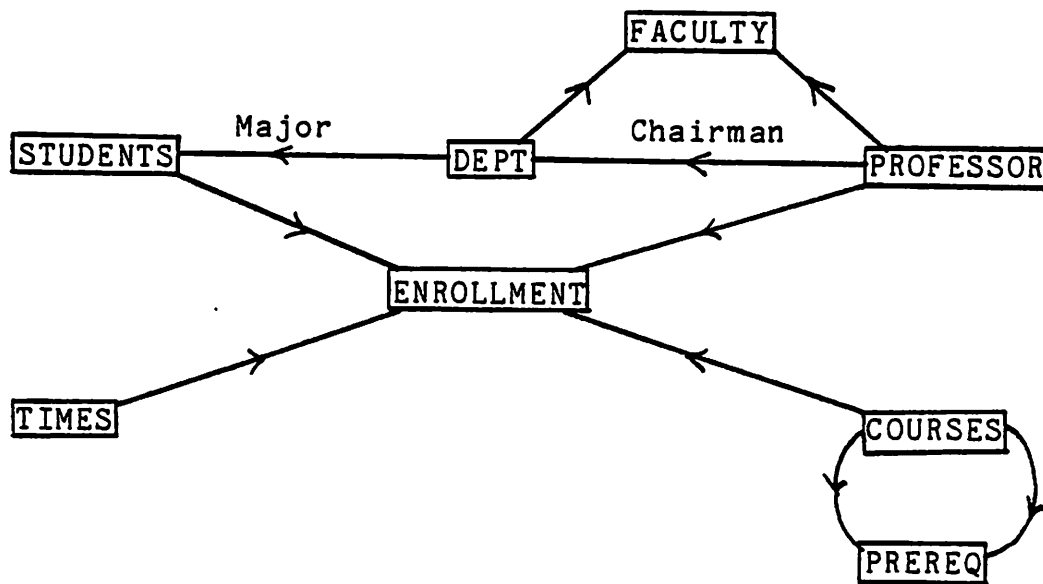 FACULTY
Major
Chairman
STUDENTS
DEPT
PROFESSOR
ENROLLMENT
TIMES
COURSES
PREREQ